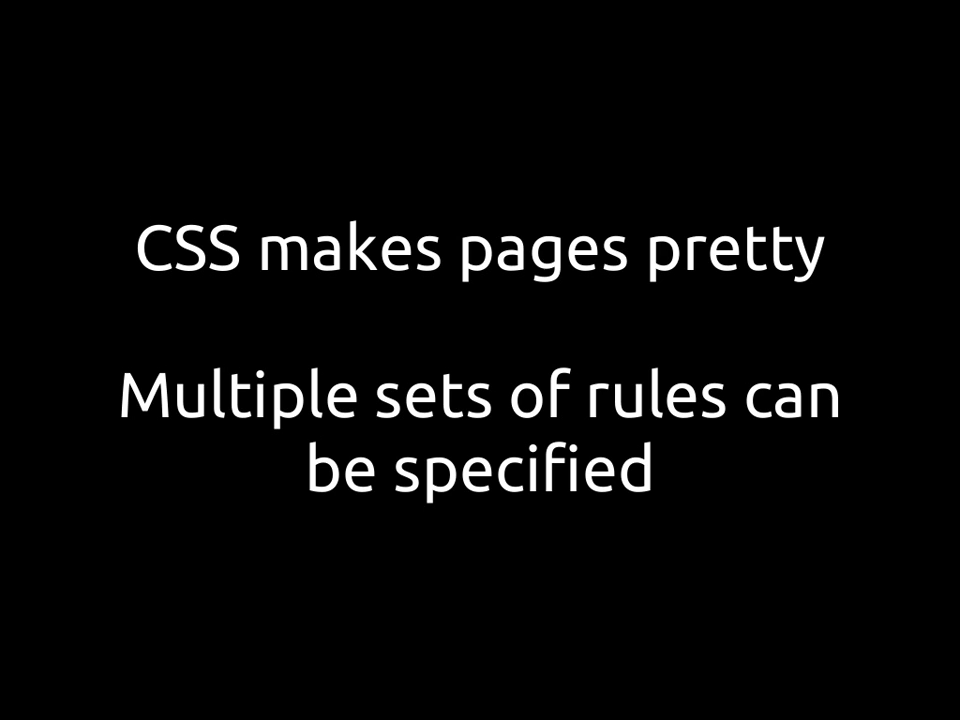 CSS makes pages pretty
Multiple sets of rules can
be specified